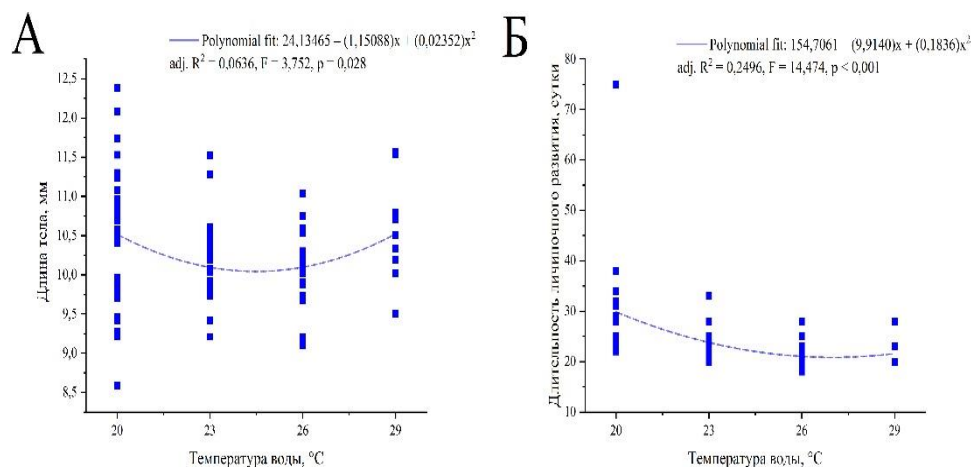 А
Polynomial fit: 24,13465 – (1,15088)x + (0,02352)x²
adj. R² = 0,0636, F = 3,752, p = 0,028
Длина тела, мм
12,5
12,0
11,5
11,0
10,5
10,0
9,5
9,0
8,5
20
23
26
29
Температура воды, °C
Б
Polynomial fit: 154,7061 (9,9140)x + (0,1836)x²
adj. R² = 0,2496, F = 14,474, p < 0,001
Длительность личиночного развития, сутки
80
70
60
50
40
30
20
10
20
23
26
29
Температура воды, °C